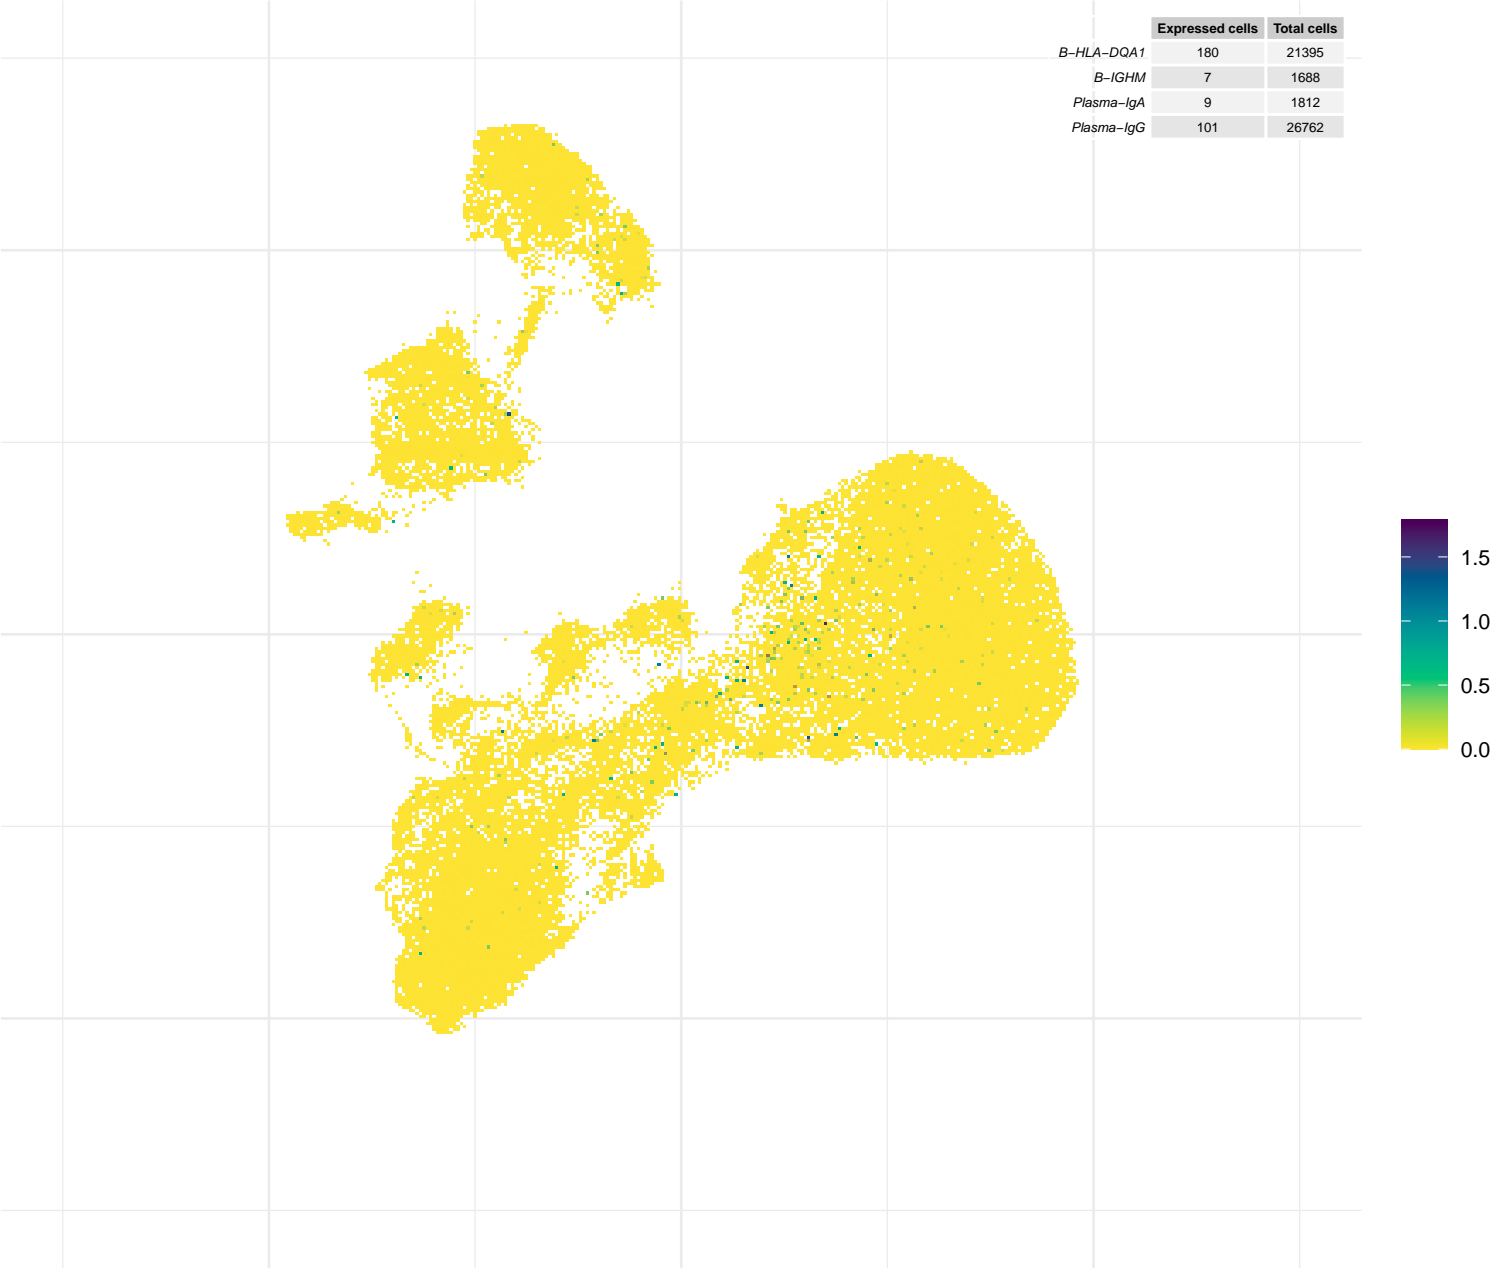 Expressed cells Total cells
B−HLA−DQA1 180 21395
B−IGHM 7 1688
Plasma−IgA 9 1812
Plasma−IgG 101 26762
1.5
1.0
0.5
0.0